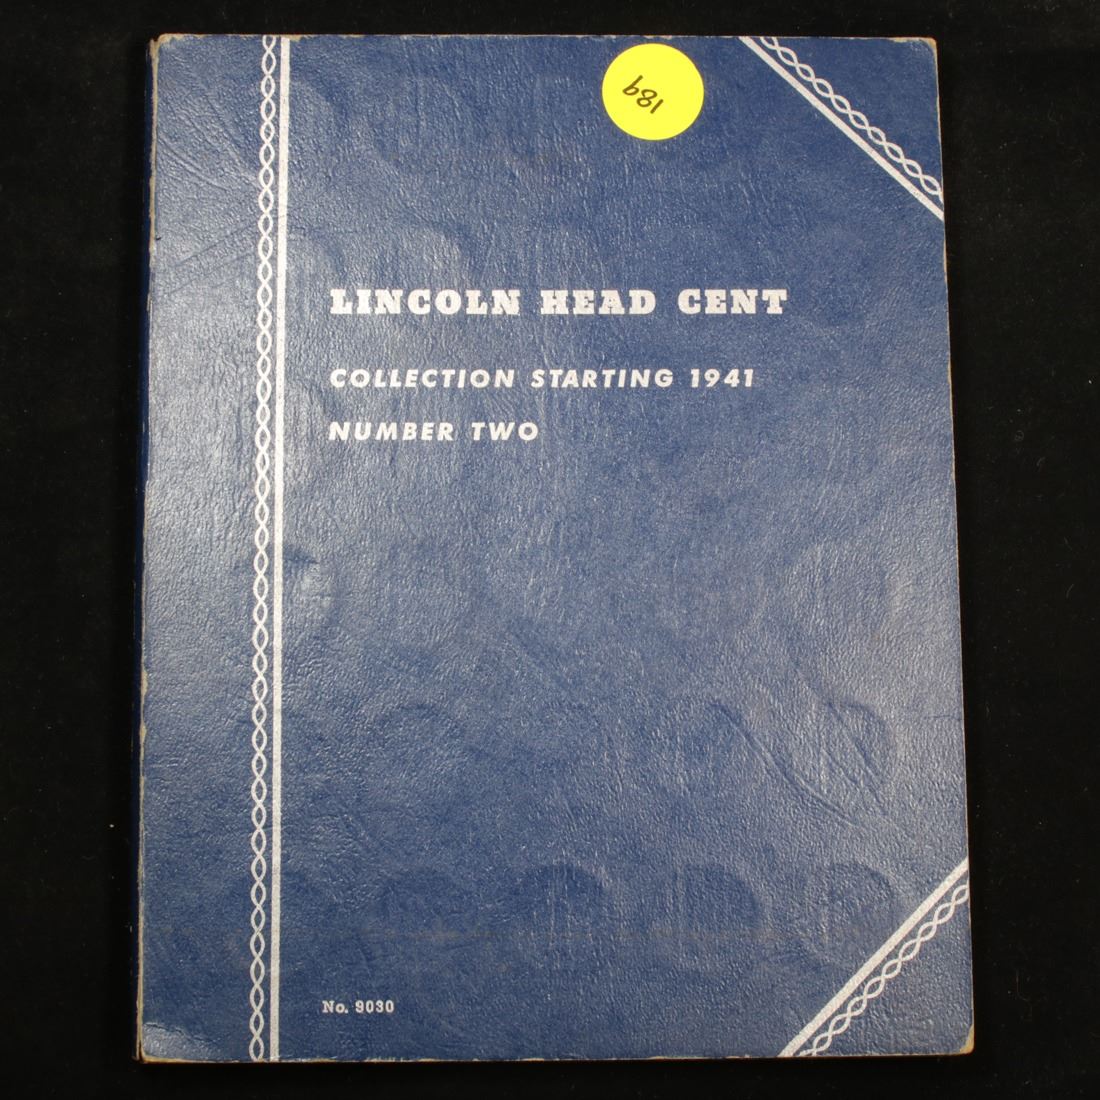 189
LINCOLN HEAD CENT
COLLECTION STARTING 1941
NUMBER TWO
No. 9030